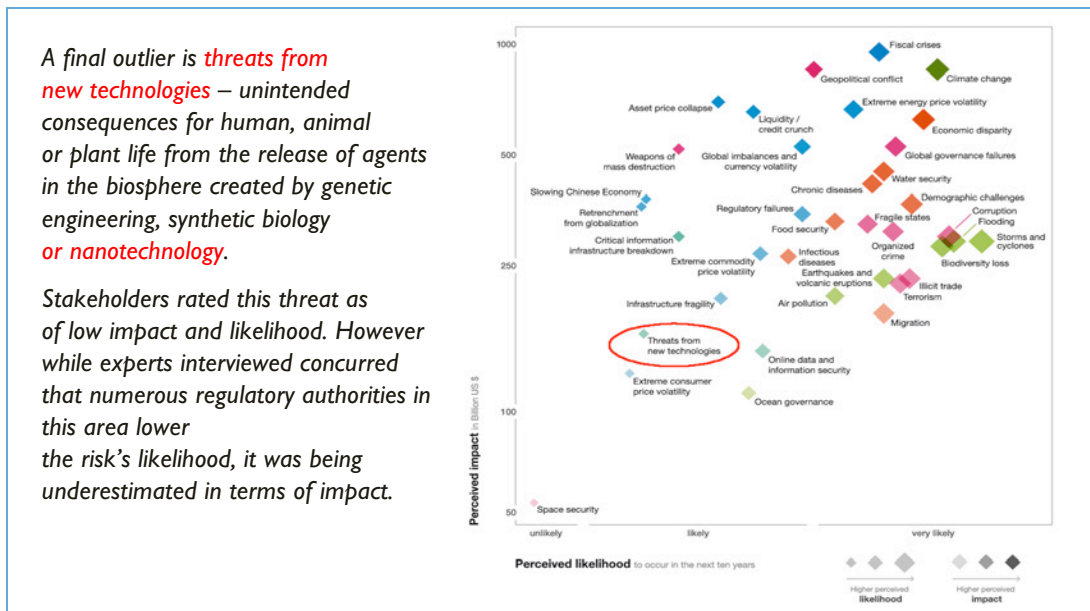 A final outlier is threats from
new technologies – unintended
consequences for human, animal
or plant life from the release of agents
in the biosphere created by genetic
engineering, synthetic biology
or nanotechnology.
Stakeholders rated this threat as
of low impact and likelihood. However
while experts interviewed concurred
that numerous regulatory authorities in
this area lower
the risk's likelihood, it was being
underestimated in terms of impact.
Perceived impact in Billion US $
1000
500
250
100
50
Fiscal crises
Geopolitical conflict
Climate change
Asset price collapse
Liquidity /
credit crunch
Extreme energy price volatility
Economic disparity
Weapons of
mass destruction
Global imbalances and
currency volatility
Global governance failures
Water security
Chronic diseases
Slowing Chinese Economy
Retrenchment
from globalization
Regulatory failures
Demographic challenges
Food security
Fragile states
Corruption
Flooding
Critical information
infrastructure breakdown
Organized
crime
Storms and
cyclones
Extreme commodity
price volatility
Infectious
diseases
Biodiversity loss
Earthquakes and
volcanic eruptions
Illicit trade
Terrorism
Infrastructure fragility
Air pollution
Migration
Threats from
new technologies
Online data and
information security
Extreme consumer
price volatility
Ocean governance
Space security
unlikely
likely
very likely
Perceived likelihood to occur in the next ten years
Higher perceived
likelihood
Higher perceived
impact